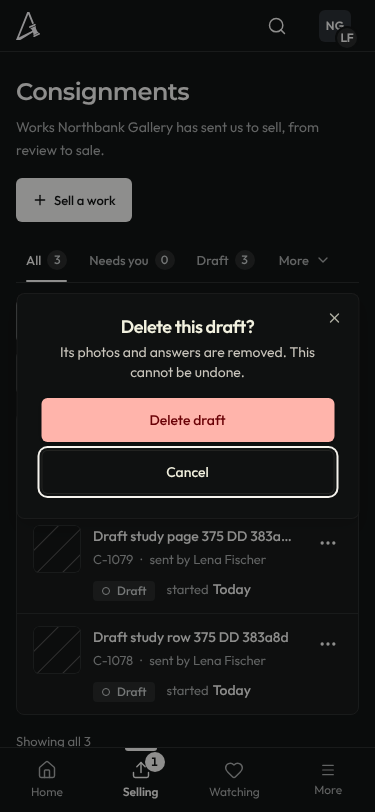 NG
LF
Consignments
Works Northbank Gallery has sent us to sell, from
review to sale.
+ Sell a work
All 3 Needs you 0 Draft 3 More
Delete this draft?
Its photos and answers are removed. This
cannot be undone.
Delete draft
Cancel
Draft study page 375 DD 383a...
C-1079 · sent by Lena Fischer
Draft started Today
Draft study row 375 DD 383a8d
C-1078 · sent by Lena Fischer
Draft started Today
Showing all 3
1
Home Selling Watching More